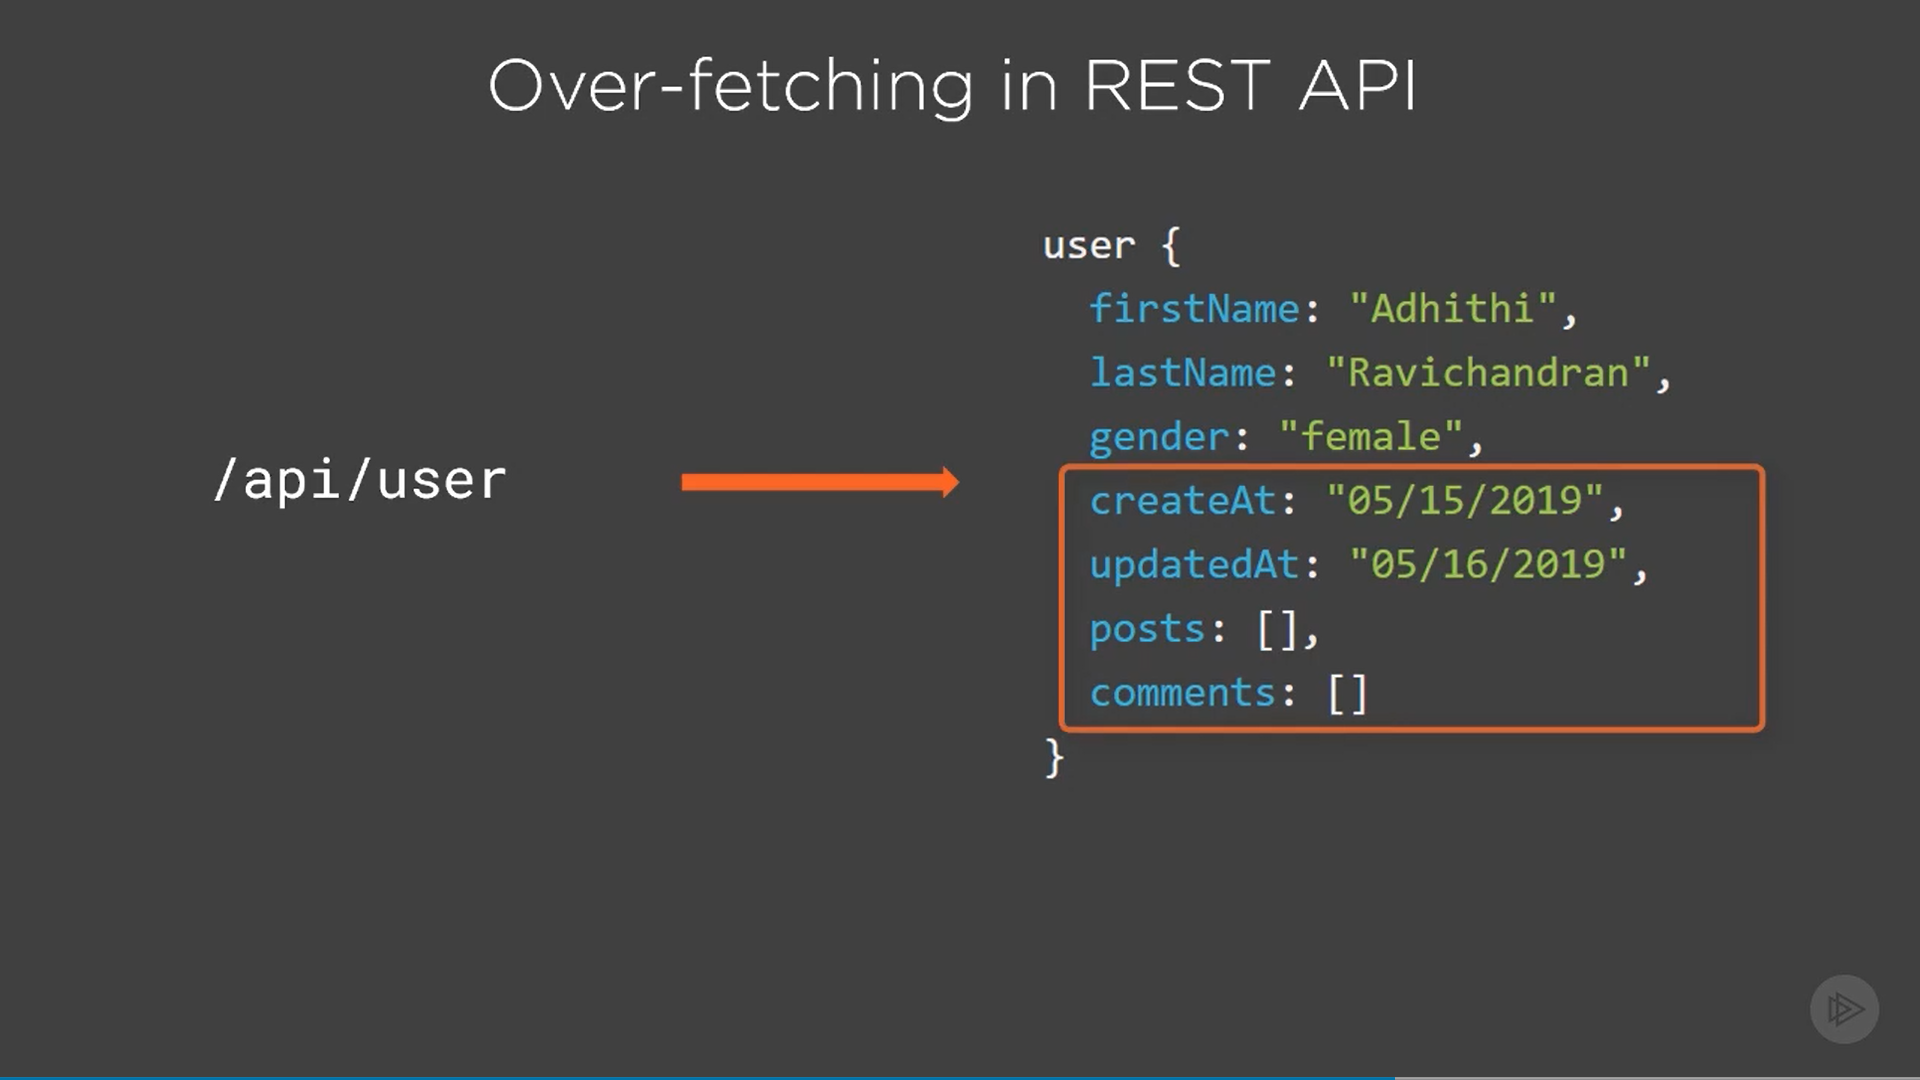 Over-fetching in REST API
/api/user
user {
firstName: "Adhithi",
lastName: "Ravichandran",
gender: "female",
createAt: "05/15/2019",
updatedAt: "05/16/2019",
posts: [],
comments: []
}